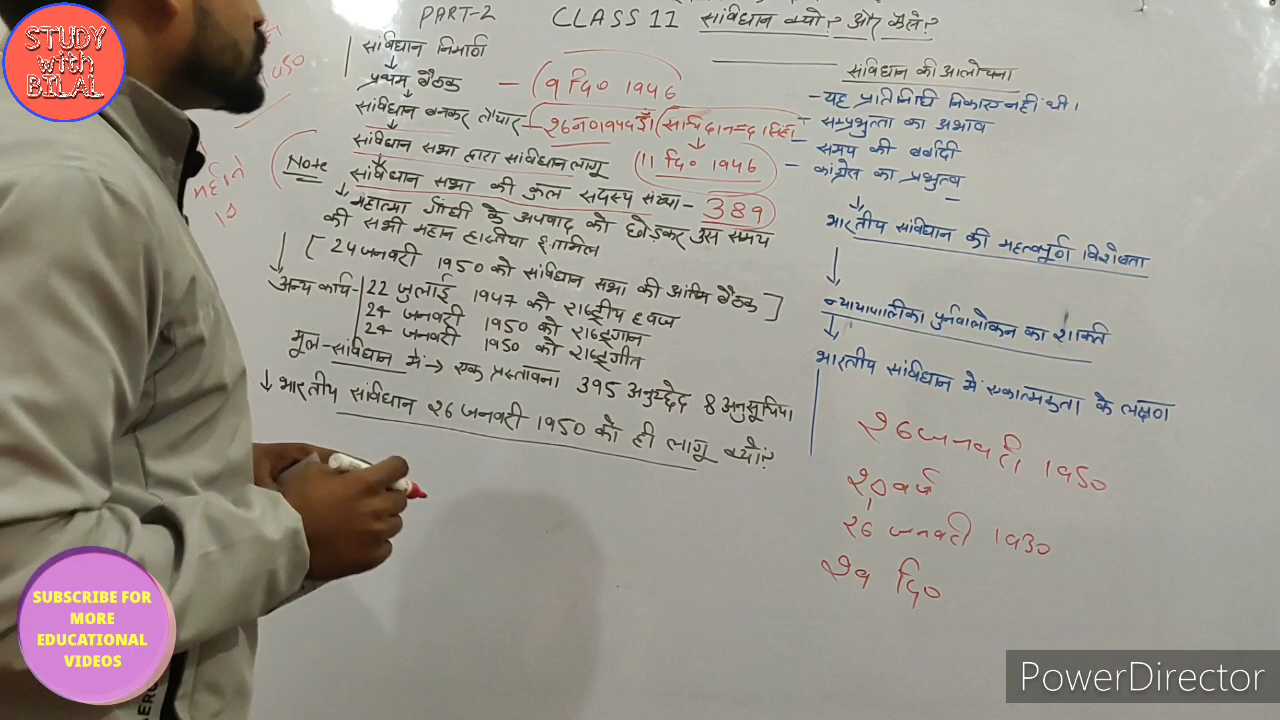 STUDY
with
BILAL
PART-2 CLASS 11 संविधान क्यों? और कैसे?
संविधान निर्माण
प्रथम बैठक - (9 दि० 1946
संविधान बनकर तैयार - 26 न० 1949 ई०
संविधान सभा द्वारा संविधान लागू (11 दि० 1946
Note संविधान सभा की कुल सदस्य संख्या - 389
महात्मा गाँधी के अपवाद को छोड़कर उस समय
की सभी महान हास्तीया शामिल
[24 जनवरी 1950 को संविधान सभा की अंतिम बैठक]
अन्य कार्य- 22 जुलाई 1947 को राष्ट्रीय ध्वज
24 जनवरी 1950 को राष्ट्रगान
24 जनवरी 1950 को राष्ट्रगीत
मूल-संविधान में → एक प्रस्तावना 395 अनुच्छेद 8 अनुसूचिया
भारतीय संविधान 26 जनवरी 1950 को ही लागू क्यों?
संविधान की आलोचना
- यह प्रतिनिधि निकाय नहीं थी।
- सम्प्रभुता का अभाव
- समय की बर्बादी
- कांग्रेस का प्रभुत्व
भारतीय संविधान की महत्वपूर्ण विशेषता
न्यायापालिका पुर्नवालोकन का शक्ति
भारतीय संविधान में एकात्मकता के लक्षण
26 जनवरी 1950
20 वर्ष
26 जनवरी 1930
SUBSCRIBE FOR
MORE
EDUCATIONAL
VIDEOS
PowerDirector